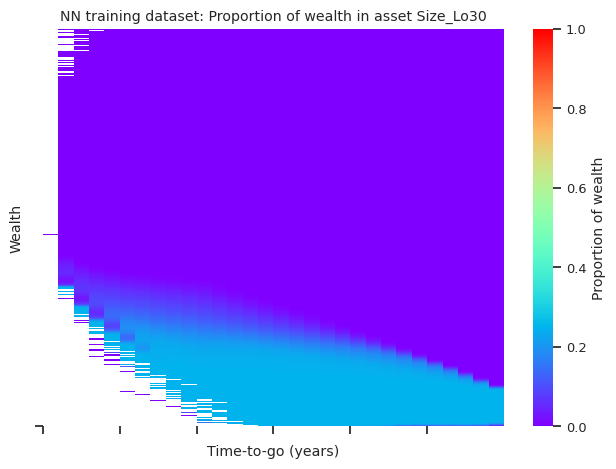 NN training dataset: Proportion of wealth in asset Size_Lo30
Wealth
Time-to-go (years)
1.0
0.8
0.6
0.4
0.2
0.0
Proportion of wealth